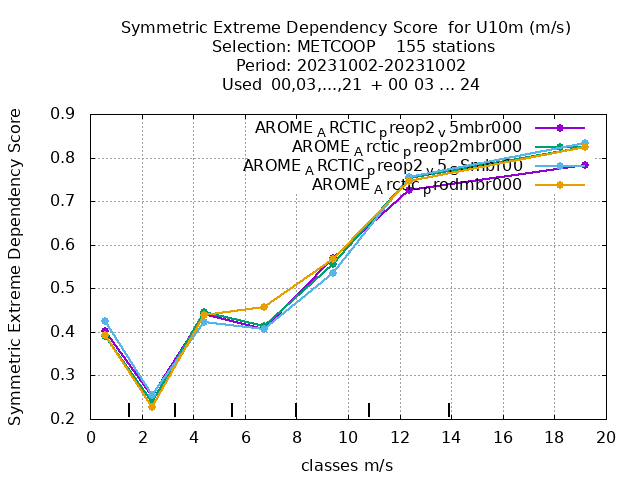 Symmetric Extreme Dependency Score for U10m (m/s)
Selection: METCOOP 155 stations
Period: 20231002-20231002
Used 00,03,...,21 + 00 03 ... 24
Symmetric Extreme Dependency Score
0.9
0.8
0.7
0.6
0.5
0.4
0.3
0.2
AROME_ARCTIC_preop2_v5mbr000
AROME_Arctic_preop2mbr000
AROME_ARCTIC_preop2_v5
AROME_Arctic_prodmbr000
0 2 4 6 8 10 12 14 16 18 20
classes m/s